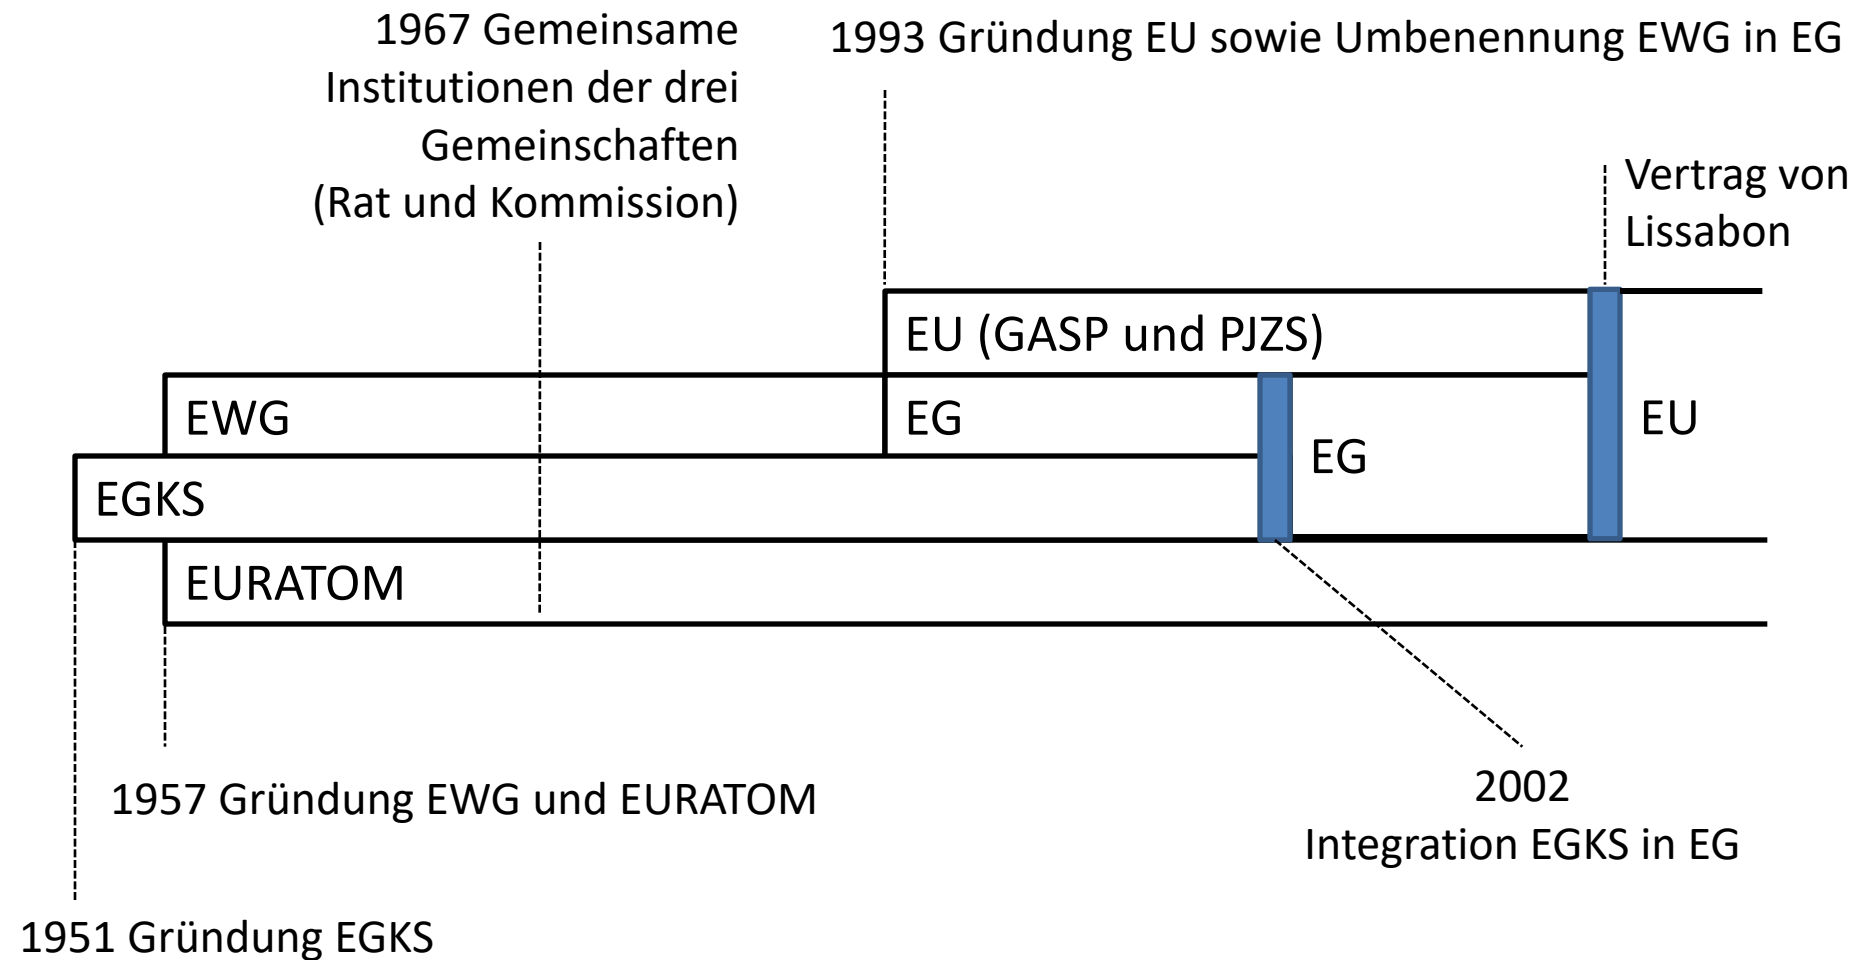 1967 Gemeinsame
Institutionen der drei
Gemeinschaften
(Rat und Kommission)
1993 Gründung EU sowie Umbenennung EWG in EG
Vertrag von
Lissabon
EU (GASP und PJZS)
EWG
EG
EU
EG
EGKS
EURATOM
1957 Gründung EWG und EURATOM
2002
Integration EGKS in EG
1951 Gründung EGKS